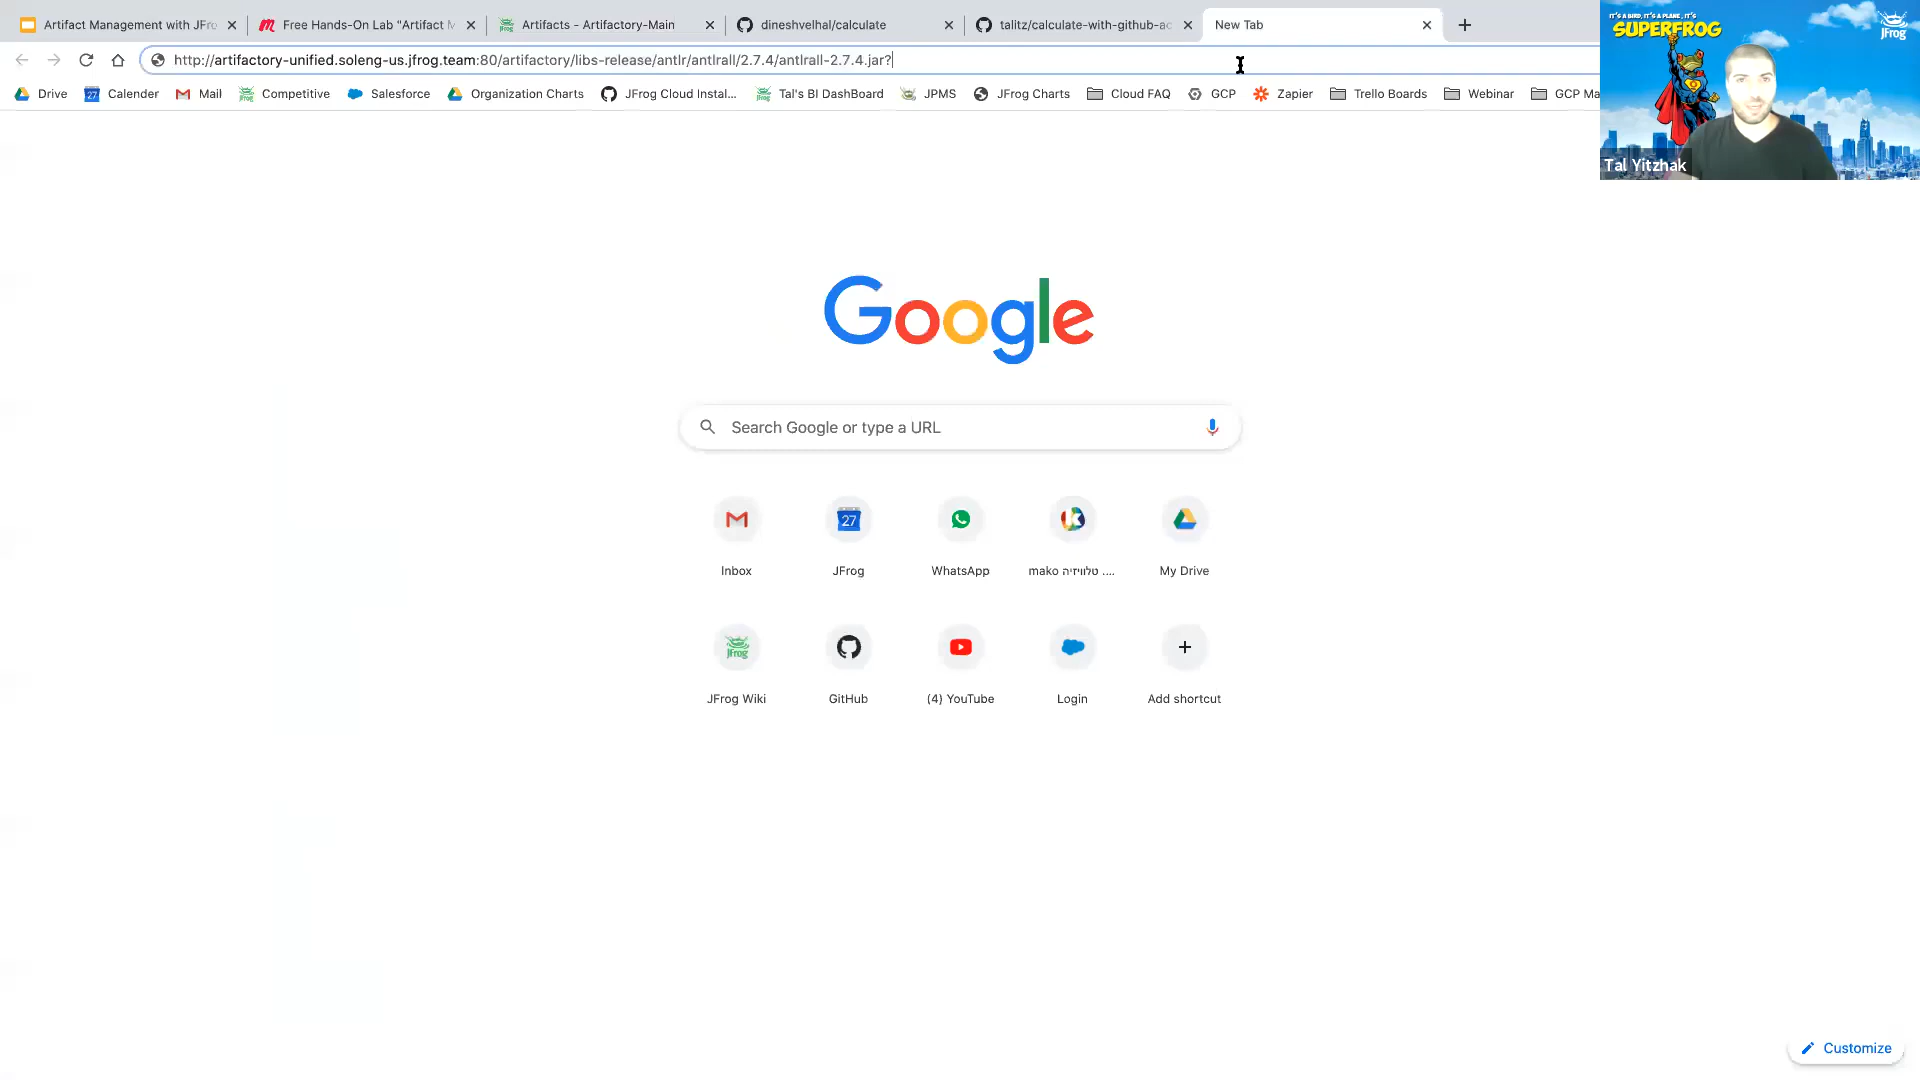 Artifact Management with JFro
Free Hands-On Lab "Artifact M
Artifacts - Artifactory-Main
dineshvelhal/calculate
talitz/calculate-with-github-ac
New Tab
http://artifactory-unified.soleng-us.jfrog.team:80/artifactory/libs-release/antlr/antlrall/2.7.4/antlrall-2.7.4.jar?
Drive
27
Calender
Mail
Competitive
Salesforce
Organization Charts
JFrog Cloud Instal...
Tal's BI DashBoard
JPMS
JFrog Charts
Cloud FAQ
GCP
Zapier
Trello Boards
Webinar
GCP Ma
IT'S A BIRD, IT'S A PLANE, IT'S
SUPERFROG
JFrog
Tal Yitzhak
Google
Search Google or type a URL
27
Inbox
JFrog
WhatsApp
mako טלוויזיה ....
My Drive
JFrog
JFrog Wiki
GitHub
(4) YouTube
Login
Add shortcut
Customize